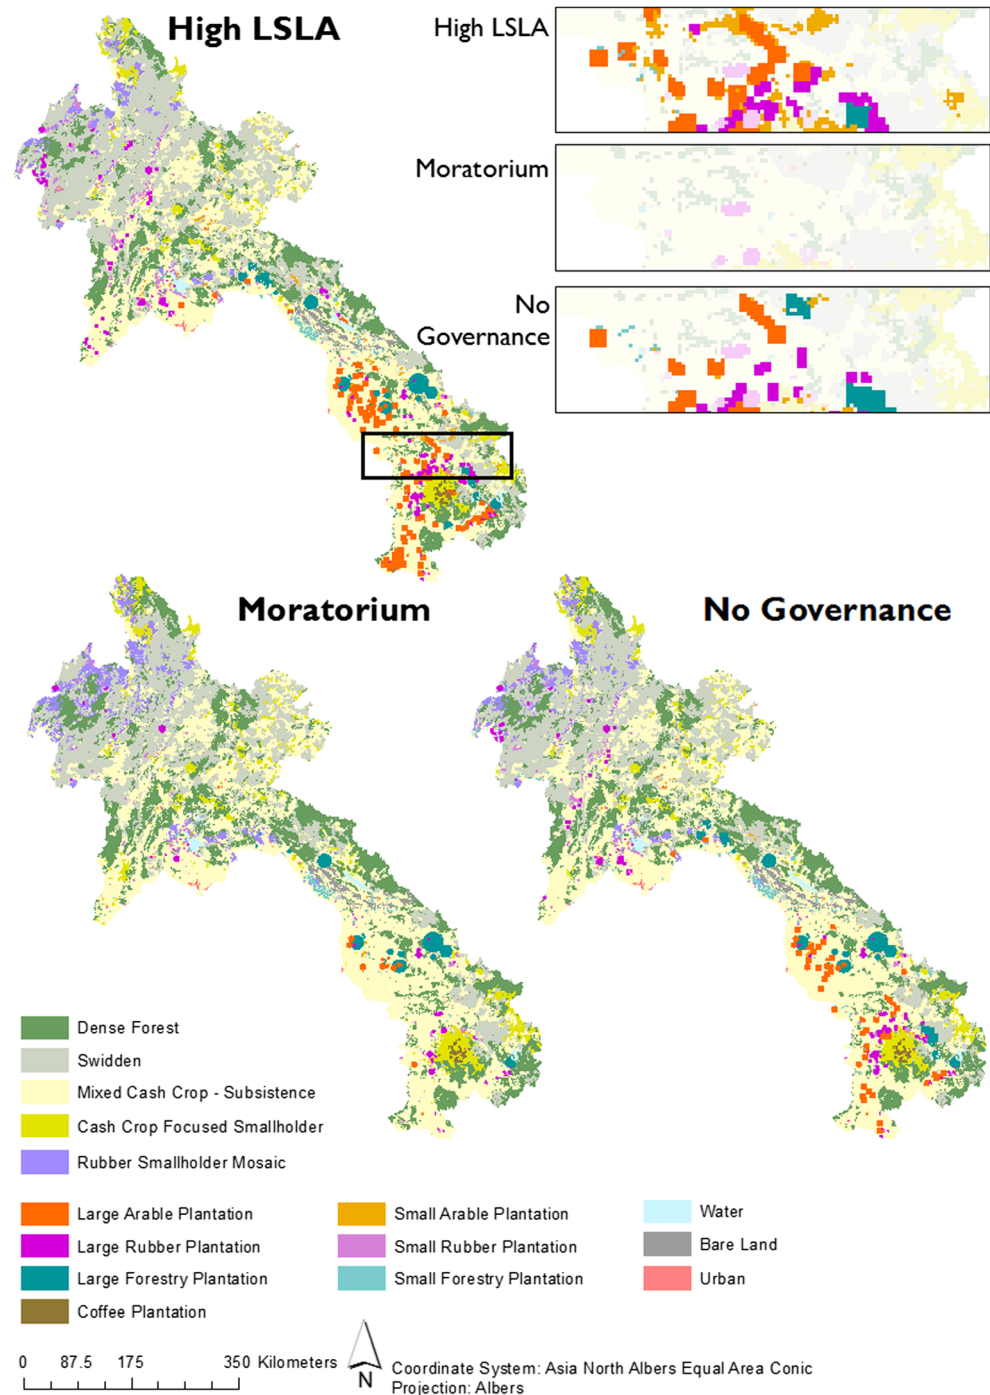 High LSLA
High LSLA
Moratorium
No
Governance
Moratorium
No Governance
Dense Forest
Swidden
Mixed Cash Crop - Subsistence
Cash Crop Focused Smallholder
Rubber Smallholder Mosaic
Large Arable Plantation
Small Arable Plantation
Water
Large Rubber Plantation
Small Rubber Plantation
Bare Land
Large Forestry Plantation
Small Forestry Plantation
Urban
Coffee Plantation
0 87.5 175 350 Kilometers
N
Coordinate System: Asia North Albers Equal Area Conic
Projection: Albers